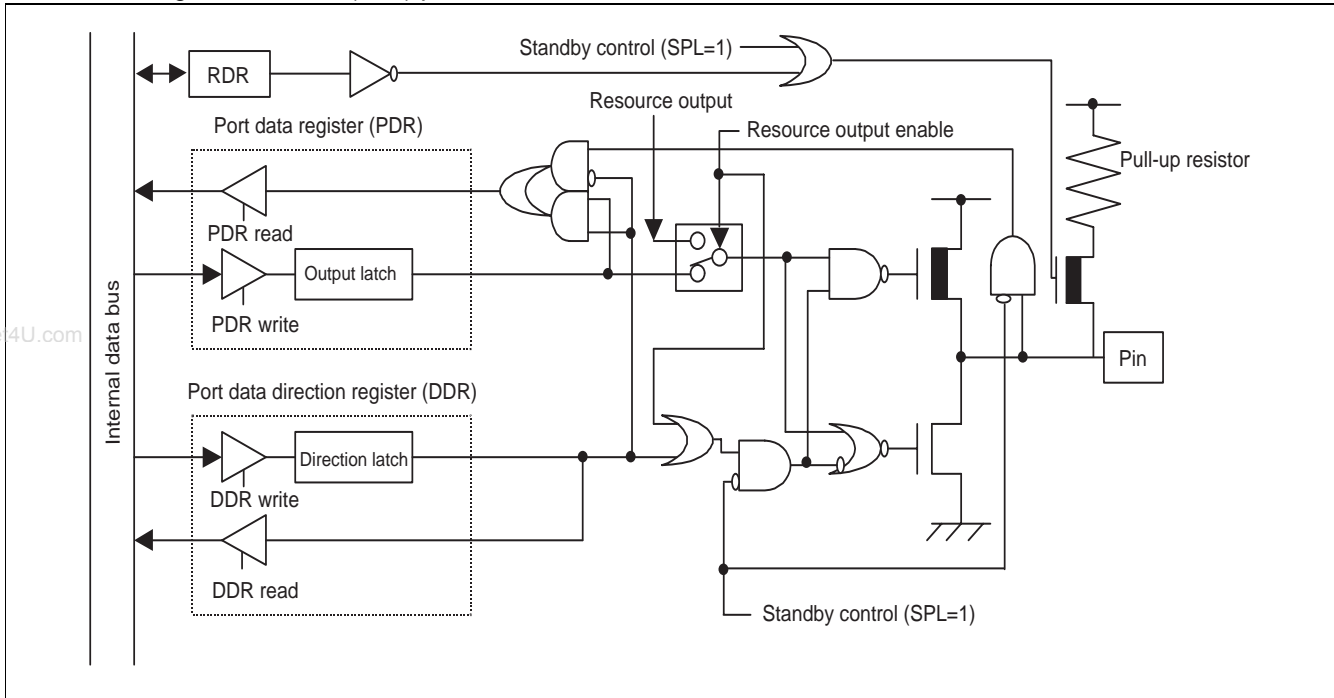 Standby control (SPL=1)
RDR
Resource output
Port data register (PDR)
Resource output enable
Pull-up resistor
PDR read
Output latch
PDR write
t4U.com
Internal data bus
Pin
Port data direction register (DDR)
Direction latch
DDR write
DDR read
Standby control (SPL=1)